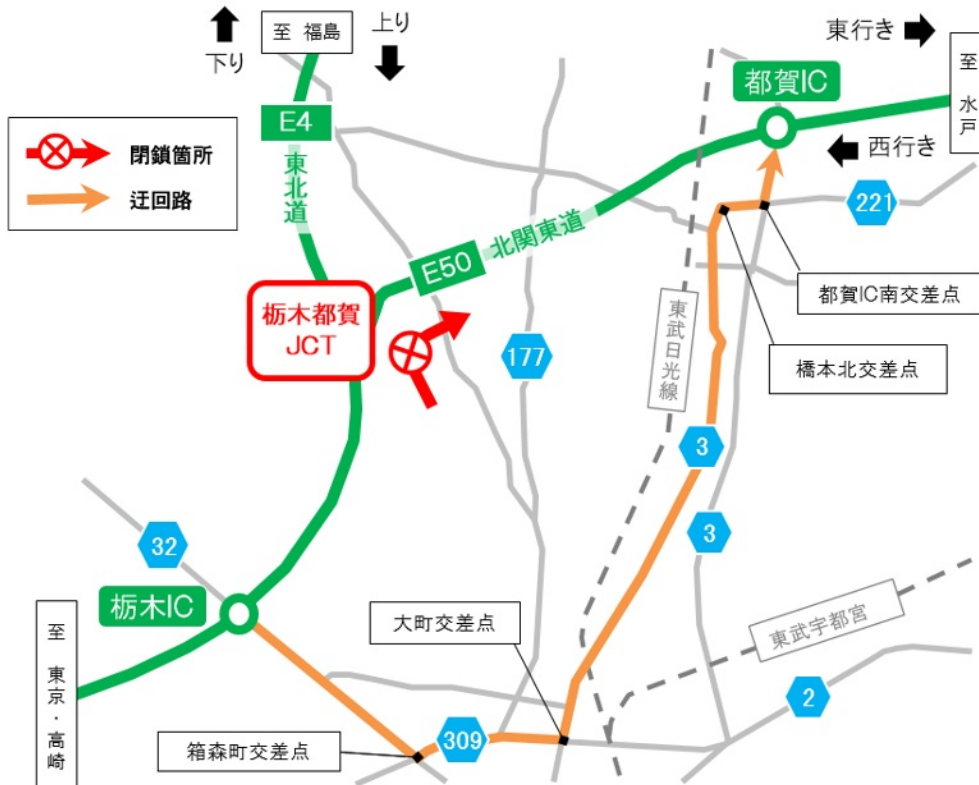 至 福島
下り
上り
東行き
至 水戸
都賀IC
西行き
閉鎖箇所
迂回路
E4
東北道
E50
北関東道
221
都賀IC南交差点
橋本北交差点
栃木都賀
JCT
177
東武日光線
3
3
32
栃木IC
大町交差点
東武宇都宮
2
至 東京・高崎
309
箱森町交差点